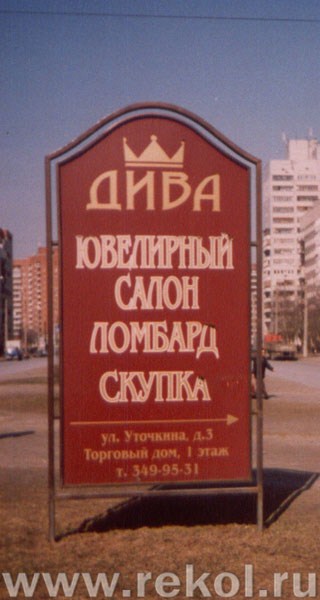 ДИВА
ЮВЕЛИРНЫЙ
САЛОН
ЛОМБАРД
СКУПКА
ул. Уточкина, д.3
Торговый дом, 1 этаж
т. 349-95-31
www.rekol.ru